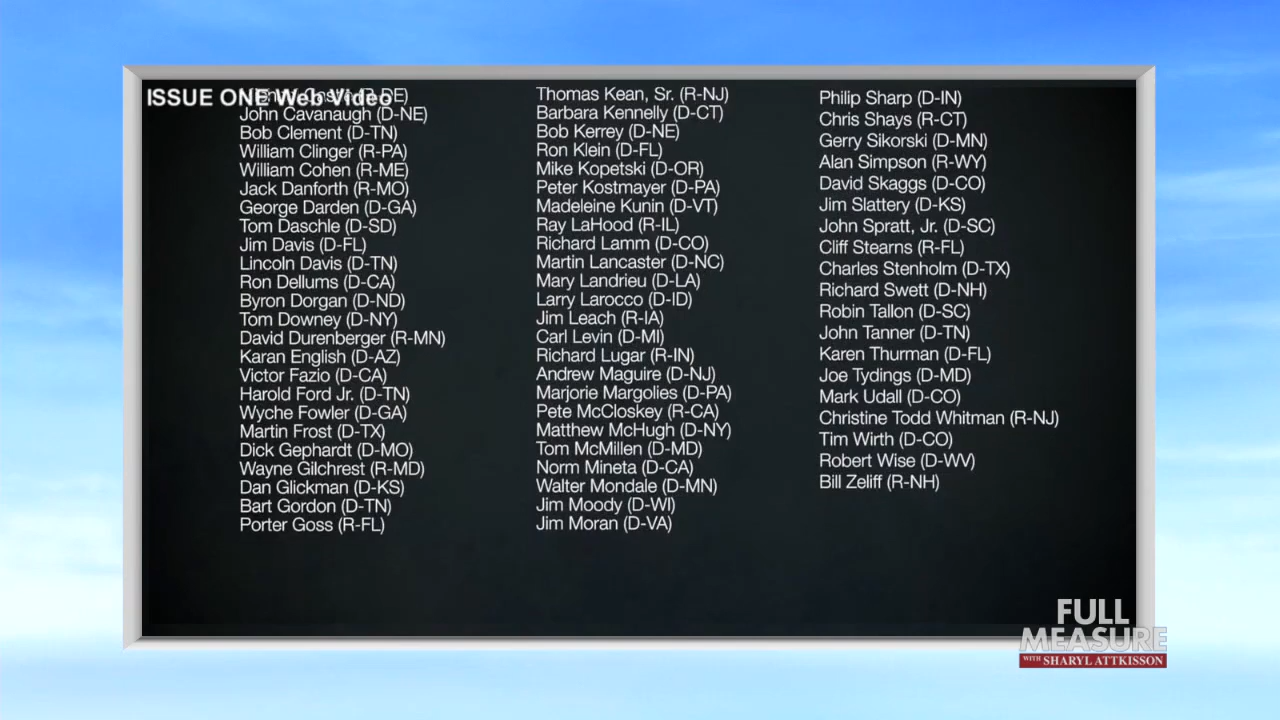 ISSUE ONE Web Video
John Cavanaugh (D-NE)
Bob Clement (D-TN)
William Clinger (R-PA)
William Cohen (R-ME)
Jack Danforth (R-MO)
George Darden (D-GA)
Tom Daschle (D-SD)
Jim Davis (D-FL)
Lincoln Davis (D-TN)
Ron Dellums (D-CA)
Byron Dorgan (D-ND)
Tom Downey (D-NY)
David Durenberger (R-MN)
Karan English (D-AZ)
Victor Fazio (D-CA)
Harold Ford Jr. (D-TN)
Wyche Fowler (D-GA)
Martin Frost (D-TX)
Dick Gephardt (D-MO)
Wayne Gilchrest (R-MD)
Dan Glickman (D-KS)
Bart Gordon (D-TN)
Porter Goss (R-FL)
Thomas Kean, Sr. (R-NJ)
Barbara Kennelly (D-CT)
Bob Kerrey (D-NE)
Ron Klein (D-FL)
Mike Kopetski (D-OR)
Peter Kostmayer (D-PA)
Madeleine Kunin (D-VT)
Ray LaHood (R-IL)
Richard Lamm (D-CO)
Martin Lancaster (D-NC)
Mary Landrieu (D-LA)
Larry Larocco (D-ID)
Jim Leach (R-IA)
Carl Levin (D-MI)
Richard Lugar (R-IN)
Andrew Maguire (D-NJ)
Marjorie Margolies (D-PA)
Pete McCloskey (R-CA)
Matthew McHugh (D-NY)
Tom McMillen (D-MD)
Norm Mineta (D-CA)
Walter Mondale (D-MN)
Jim Moody (D-WI)
Jim Moran (D-VA)
Philip Sharp (D-IN)
Chris Shays (R-CT)
Gerry Sikorski (D-MN)
Alan Simpson (R-WY)
David Skaggs (D-CO)
Jim Slattery (D-KS)
John Spratt, Jr. (D-SC)
Cliff Stearns (R-FL)
Charles Stenholm (D-TX)
Richard Swett (D-NH)
Robin Tallon (D-SC)
John Tanner (D-TN)
Karen Thurman (D-FL)
Joe Tydings (D-MD)
Mark Udall (D-CO)
Christine Todd Whitman (R-NJ)
Tim Wirth (D-CO)
Robert Wise (D-WV)
Bill Zeliff (R-NH)
FULL
MEASURE
WITH SHARYL ATTKISSON